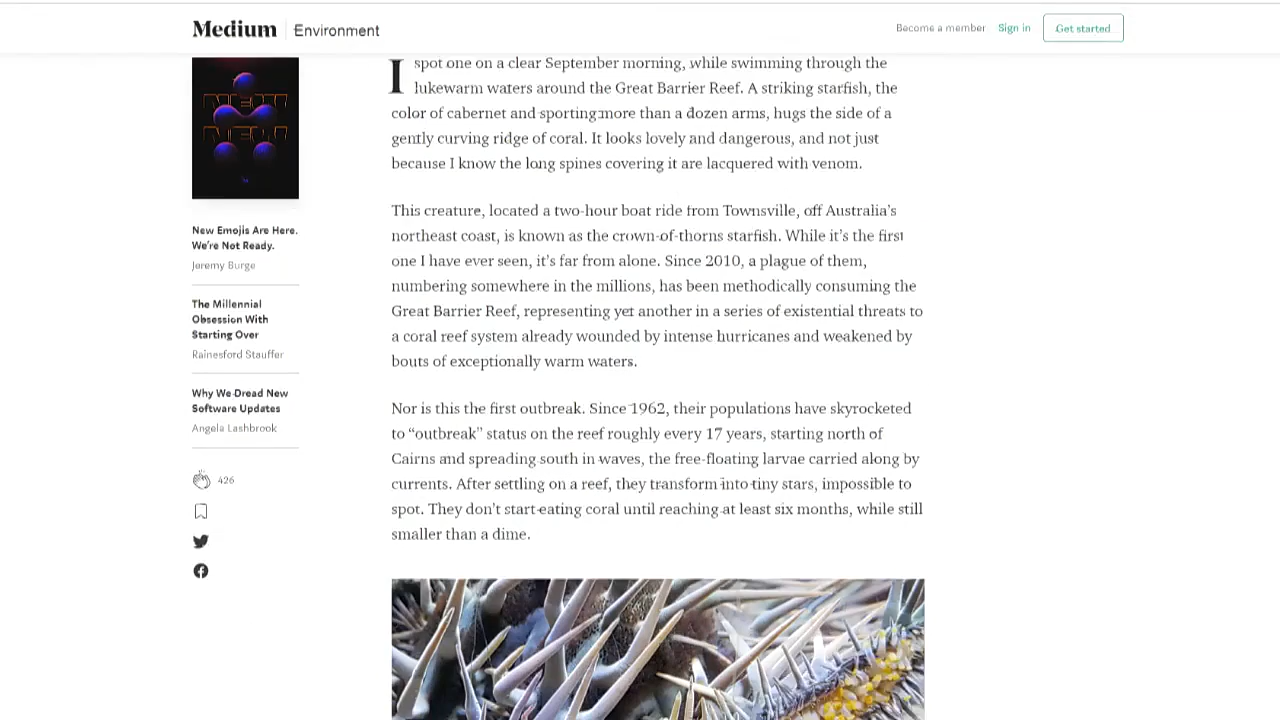 Medium
Environment
Become a member
Sign in
Get started
NEW
NEW
New Emojis Are Here.
We're Not Ready.
Jeremy Burge
The Millennial
Obsession With
Starting Over
Rainesford Stauffer
Why We Dread New
Software Updates
Angela Lashbrook
426
I spot one on a clear September morning, while swimming through the
lukewarm waters around the Great Barrier Reef. A striking starfish, the
color of cabernet and sporting more than a dozen arms, hugs the side of a
gently curving ridge of coral. It looks lovely and dangerous, and not just
because I know the long spines covering it are lacquered with venom.
This creature, located a two-hour boat ride from Townsville, off Australia's
northeast coast, is known as the crown-of-thorns starfish. While it's the first
one I have ever seen, it's far from alone. Since 2010, a plague of them,
numbering somewhere in the millions, has been methodically consuming the
Great Barrier Reef, representing yet another in a series of existential threats to
a coral reef system already wounded by intense hurricanes and weakened by
bouts of exceptionally warm waters.
Nor is this the first outbreak. Since 1962, their populations have skyrocketed
to “outbreak” status on the reef roughly every 17 years, starting north of
Cairns and spreading south in waves, the free-floating larvae carried along by
currents. After settling on a reef, they transform into tiny stars, impossible to
spot. They don't start eating coral until reaching at least six months, while still
smaller than a dime.